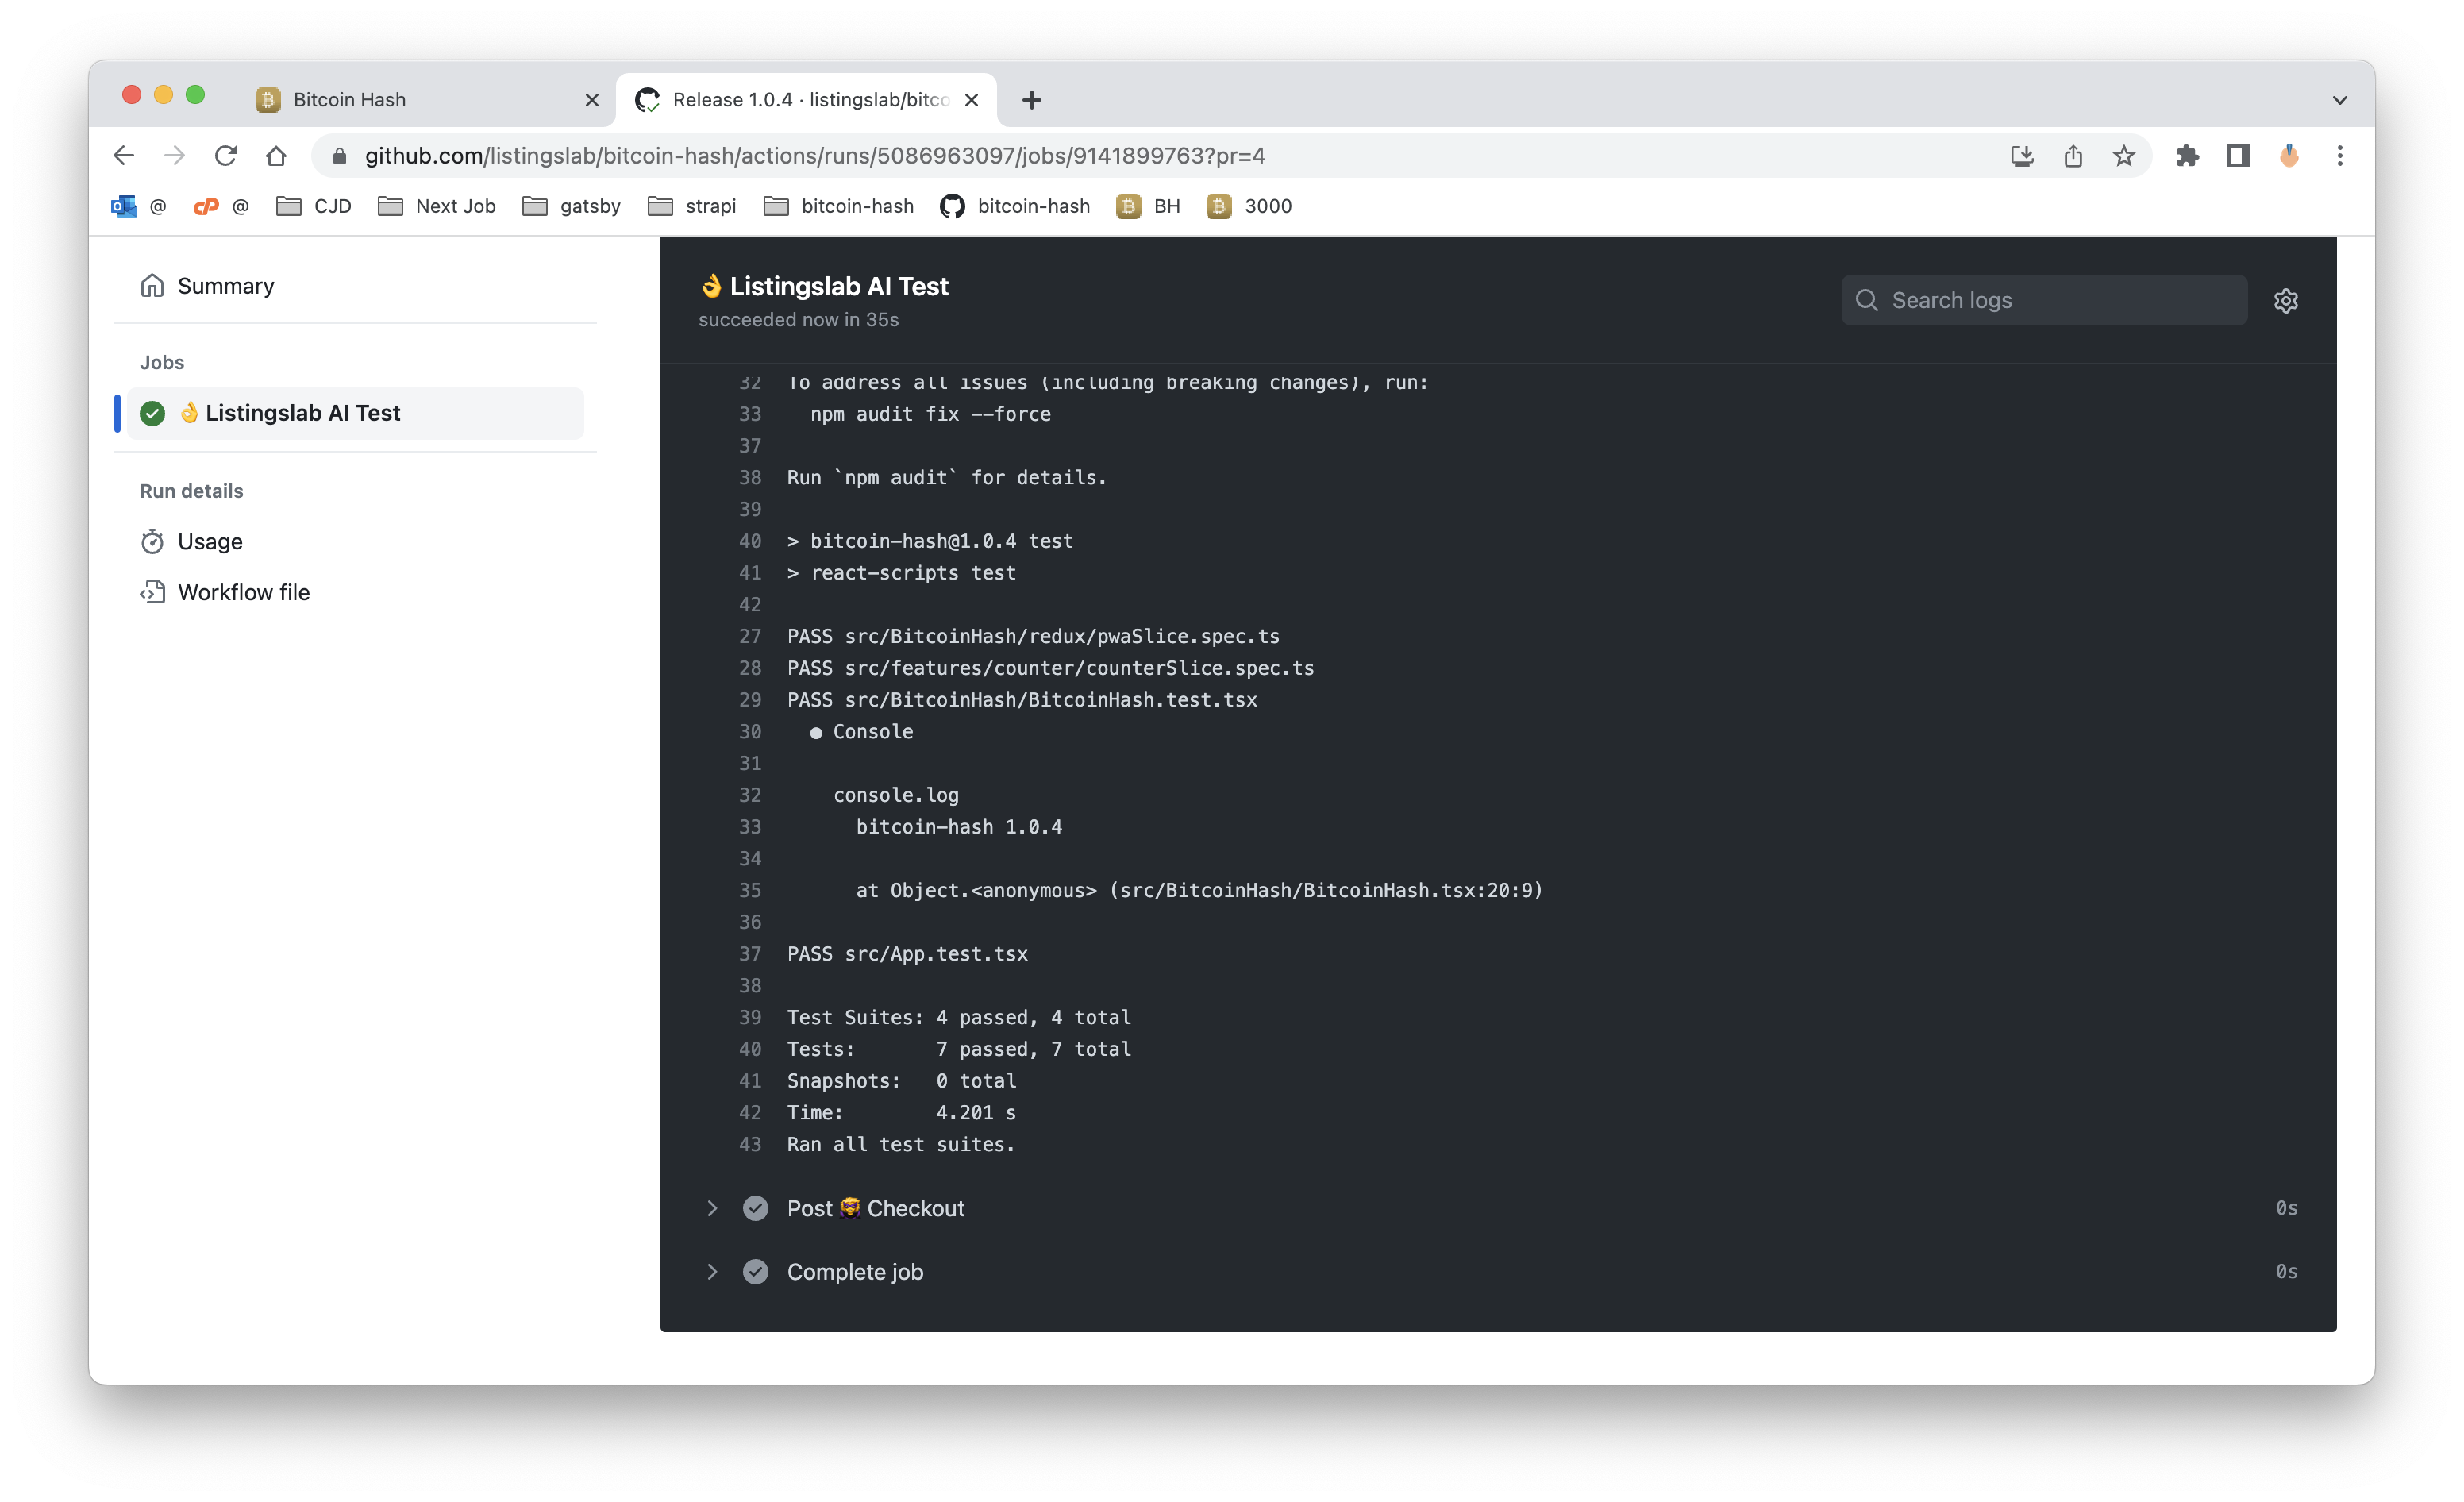 Bitcoin Hash
Release 1.0.4 · listingslab/bitco
github.com/listingslab/bitcoin-hash/actions/runs/5086963097/jobs/9141899763?pr=4
@ @ CJD Next Job gatsby strapi bitcoin-hash bitcoin-hash BH 3000
Summary
Jobs
👌 Listingslab AI Test
Run details
Usage
Workflow file
👌 Listingslab AI Test
succeeded now in 35s
Search logs
32 To address all issues (including breaking changes), run:
33 npm audit fix --force
37
38 Run `npm audit` for details.
39
40 > bitcoin-hash@1.0.4 test
41 > react-scripts test
42
27 PASS src/BitcoinHash/redux/pwaSlice.spec.ts
28 PASS src/features/counter/counterSlice.spec.ts
29 PASS src/BitcoinHash/BitcoinHash.test.tsx
30 ● Console
31
32 console.log
33 bitcoin-hash 1.0.4
34
35 at Object.<anonymous> (src/BitcoinHash/BitcoinHash.tsx:20:9)
36
37 PASS src/App.test.tsx
38
39 Test Suites: 4 passed, 4 total
40 Tests: 7 passed, 7 total
41 Snapshots: 0 total
42 Time: 4.201 s
43 Ran all test suites.
Post Checkout 0s
Complete job 0s